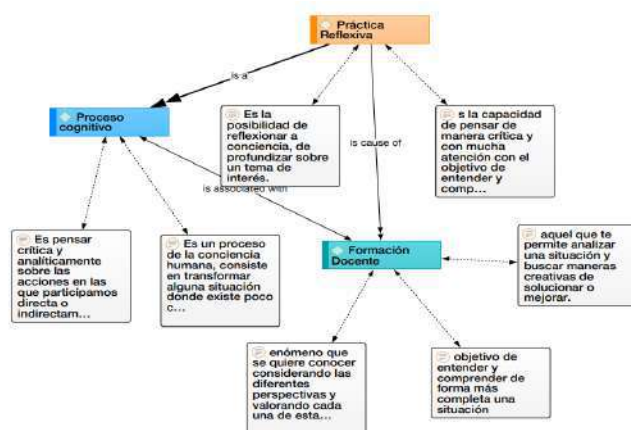 Práctica
Reflexiva
is a
Proceso
cognitivo
Es la
posibilidad de
reflexionar a
conciencia, de
profundizar sobre
un tema de
interés.
s la capacidad
de pensar de
manera crítica y
con mucha
atención con el
objetivo de
entender y
comp...
is cause of
is associated with
Es pensar
crítica y
analíticamente
sobre las
acciones en las
que participamos
directa o
indirectam...
Es un proceso
de la conciencia
humana, consiste
en transformar
alguna situación
donde existe poco
c...
Formación
Docente
aquel que te
permite analizar
una situación y
buscar maneras
creativas de
solucionar o
mejorar.
enómeno que
se quiere conocer
considerando las
diferentes
perspectivas y
valorando cada
una de esta...
objetivo de
entender y
comprender de
forma más
completa una
situación